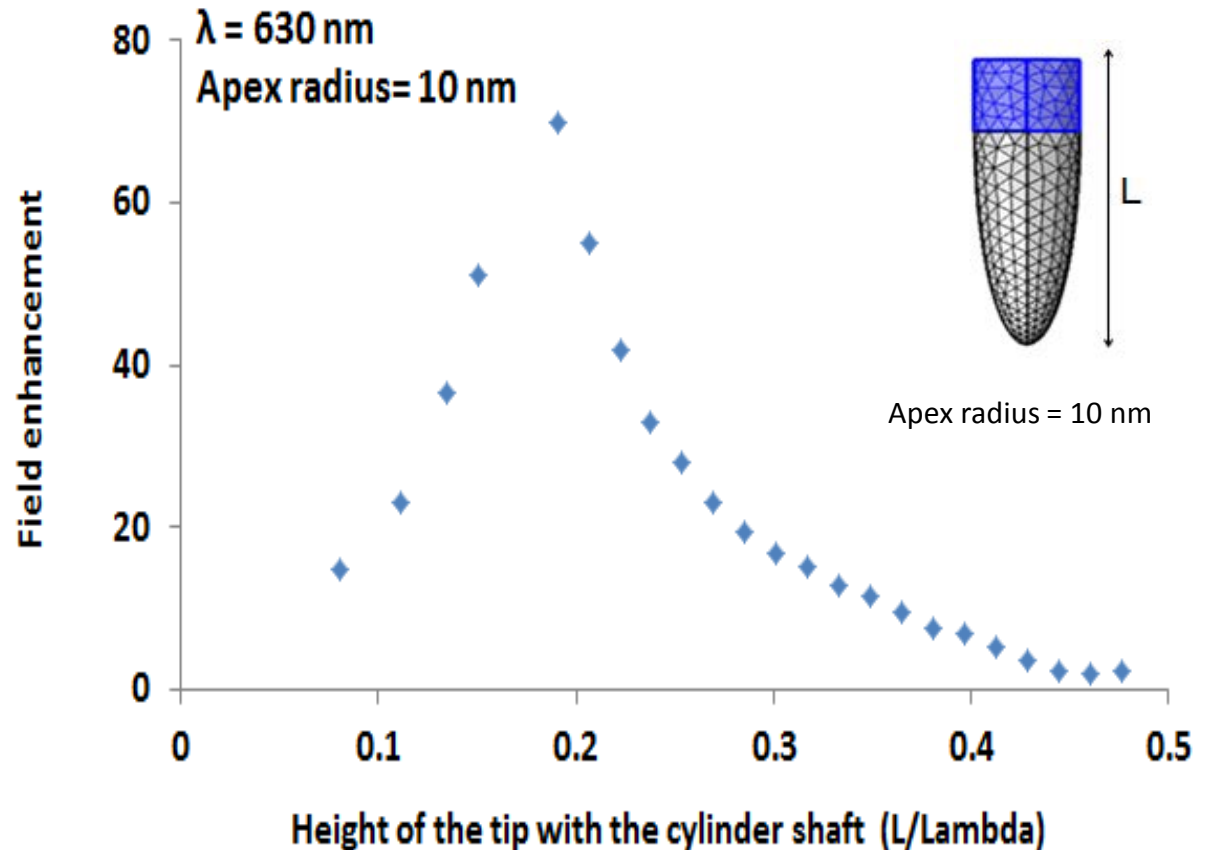 λ = 630 nm
Apex radius= 10 nm
80
60
40
20
0
Field enhancement
0 0.1 0.2 0.3 0.4 0.5
Height of the tip with the cylinder shaft (L/Lambda)
L
Apex radius = 10 nm